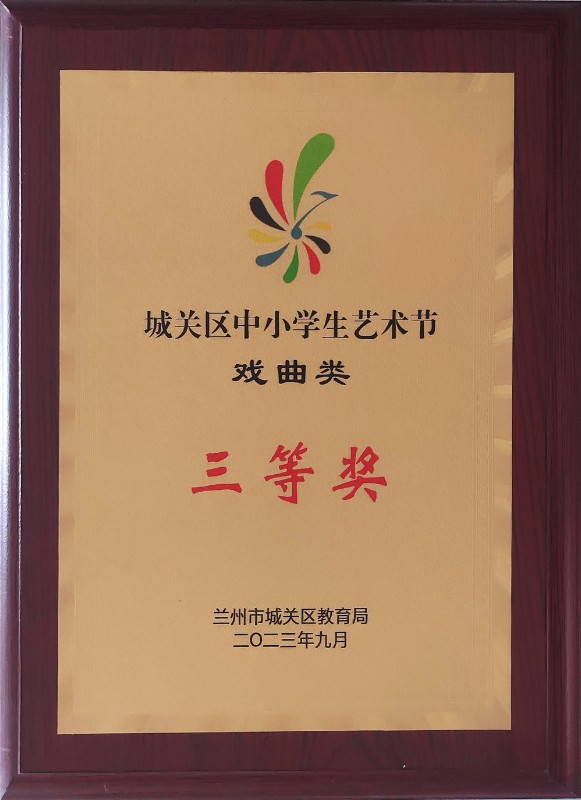 城关区中小学生艺术节
戏曲类
三等奖
兰州市城关区教育局
二〇二三年九月